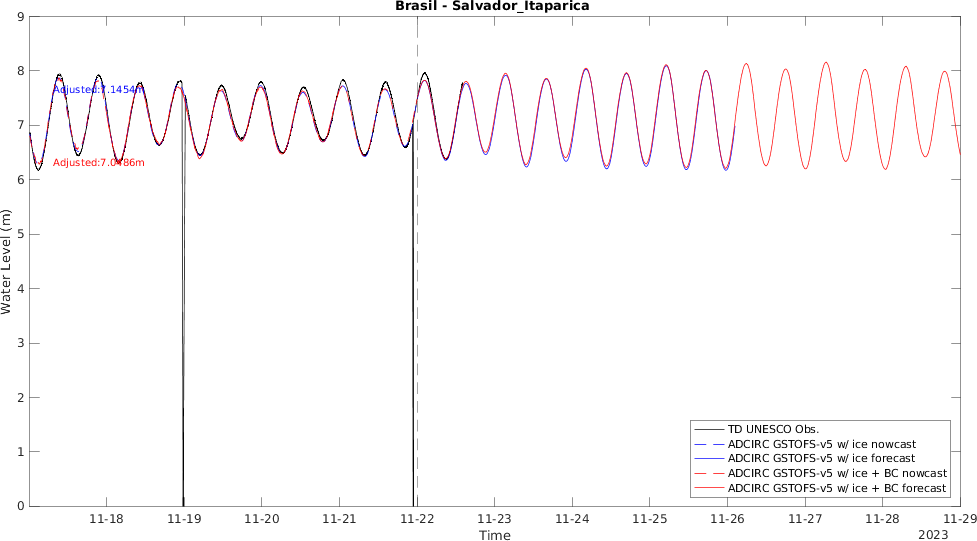 Brasil - Salvador_Itaparica
9
8
7
6
5
4
3
2
1
0
Water Level (m)
Adjusted:7.1454m
Adjusted:7.0486m
TD UNESCO Obs.
ADCIRC GSTOFS-v5 w/ ice nowcast
ADCIRC GSTOFS-v5 w/ ice forecast
ADCIRC GSTOFS-v5 w/ ice + BC nowcast
ADCIRC GSTOFS-v5 w/ ice + BC forecast
11-18 11-19 11-20 11-21 11-22 11-23 11-24 11-25 11-26 11-27 11-28 11-29
Time
2023